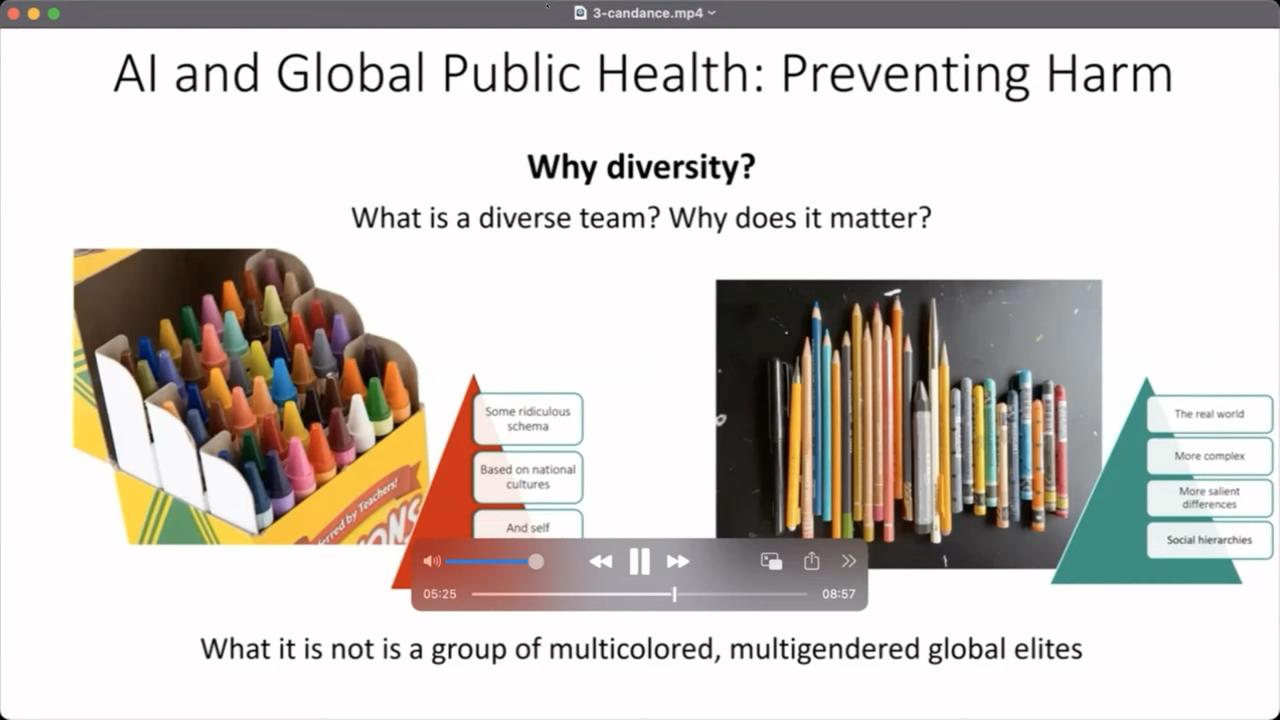 3-candance.mp4
AI and Global Public Health: Preventing Harm
Why diversity?
What is a diverse team? Why does it matter?
Some ridiculous
schema
Based on national
cultures
And self
The real world
More complex
More salient
differences
Social hierarchies
by Teachers!
05:25
08:57
What it is not is a group of multicolored, multigendered global elites